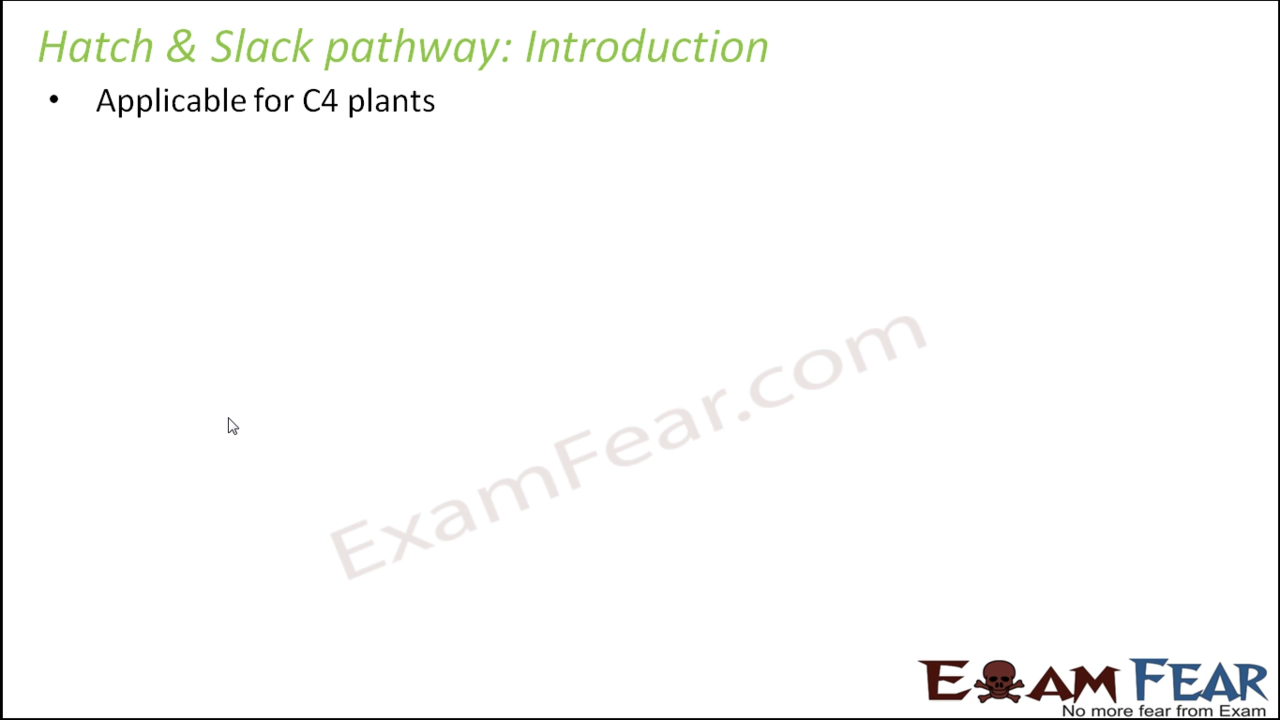 Hatch & Slack pathway: Introduction
• Applicable for C4 plants
ExamFear.com
EXAM FEAR
No more fear from Exam